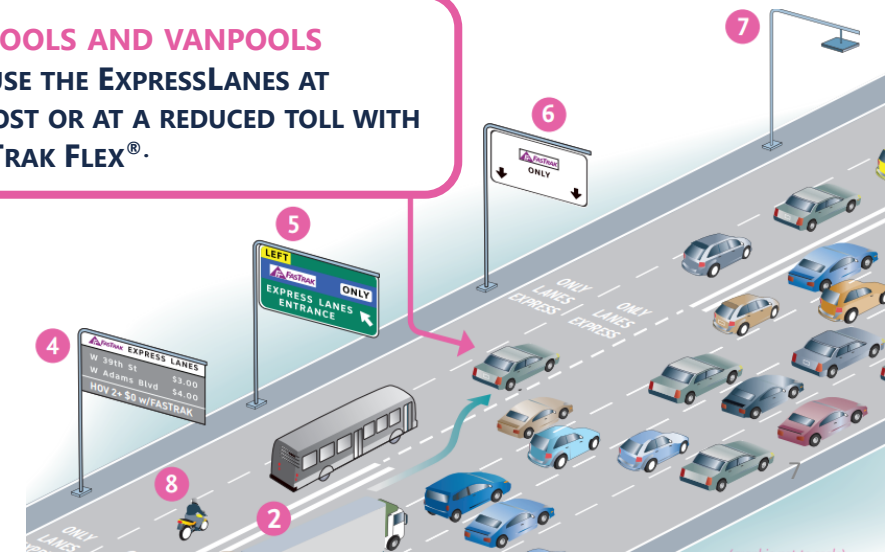 OOLS AND VANPOOLS
USE THE EXPRESSLANES AT
OST OR AT A REDUCED TOLL WITH
TRAK FLEX®.
7
6
FASTRAK
ONLY
5
LEFT
FASTRAK
ONLY
EXPRESS LANES
ENTRANCE
ONLY
LANES
EXPRESS
ONLY
LANES
EXPRESS
4
FASTRAK EXPRESS LANES
W 39th St $3.00
W Adams Blvd $4.00
HOV 2+ $0 w/FASTRAK
8
2
7
ONLY
LANES